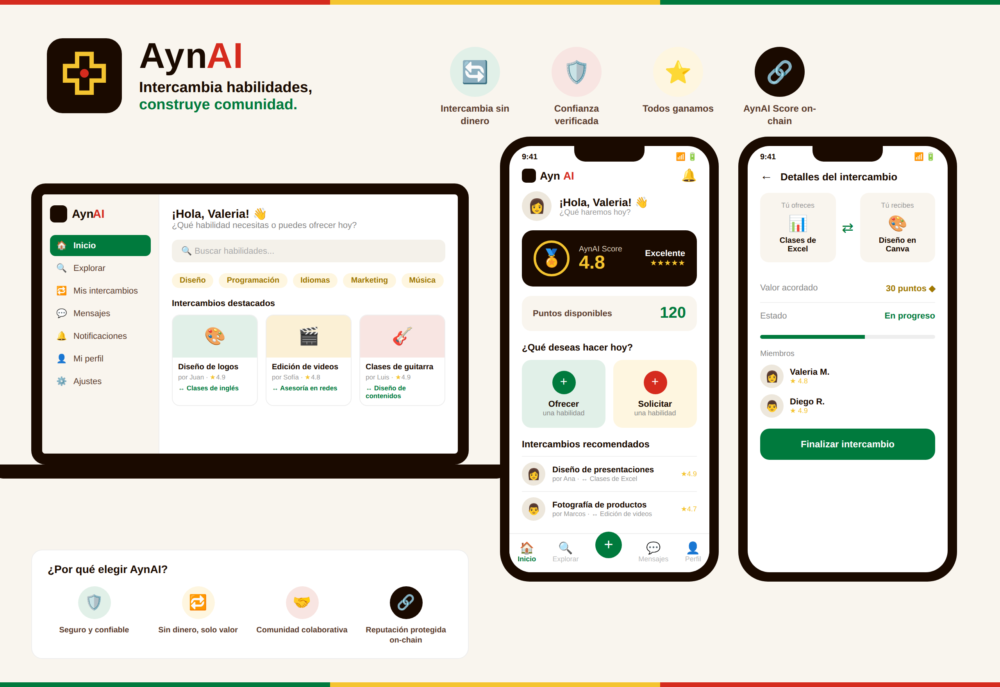 AynAI
Intercambia habilidades,
construye comunidad.
Intercambia sin
dinero
Confianza
verificada
Todos ganamos
AynAI Score on-
chain
AynAI
Inicio
Explorar
Mis intercambios
Mensajes
Notificaciones
Mi perfil
Ajustes
¡Hola, Valeria! 👋
¿Qué habilidad necesitas o puedes ofrecer hoy?
🔍 Buscar habilidades...
Diseño
Programación
Idiomas
Marketing
Música
Intercambios destacados
Diseño de logos
por Juan · ★4.9
↔ Clases de inglés
Edición de videos
por Sofía · ★4.8
↔ Asesoría en redes
Clases de guitarra
por Luis · ★4.9
↔ Diseño de
contenidos
¿Por qué elegir AynAI?
Seguro y confiable
Sin dinero, solo valor
Comunidad colaborativa
Reputación protegida
on-chain
9:41
Ayn AI
¡Hola, Valeria! 👋
¿Qué haremos hoy?
AynAI Score
4.8
Excelente
★★★★★
Puntos disponibles
120
¿Qué deseas hacer hoy?
+
Ofrecer
una habilidad
+
Solicitar
una habilidad
Intercambios recomendados
Diseño de presentaciones
por Ana · ↔ Clases de Excel
★4.9
Fotografía de productos
por Marcos · ↔ Edición de videos
★4.7
Inicio
Explorar
+
Mensajes
Perfil
9:41
← Detalles del intercambio
Tú ofreces
Clases de
Excel
⇄
Tú recibes
Diseño en
Canva
Valor acordado
30 puntos ◆
Estado
En progreso
Miembros
Valeria M.
★ 4.8
Diego R.
★ 4.9
Finalizar intercambio